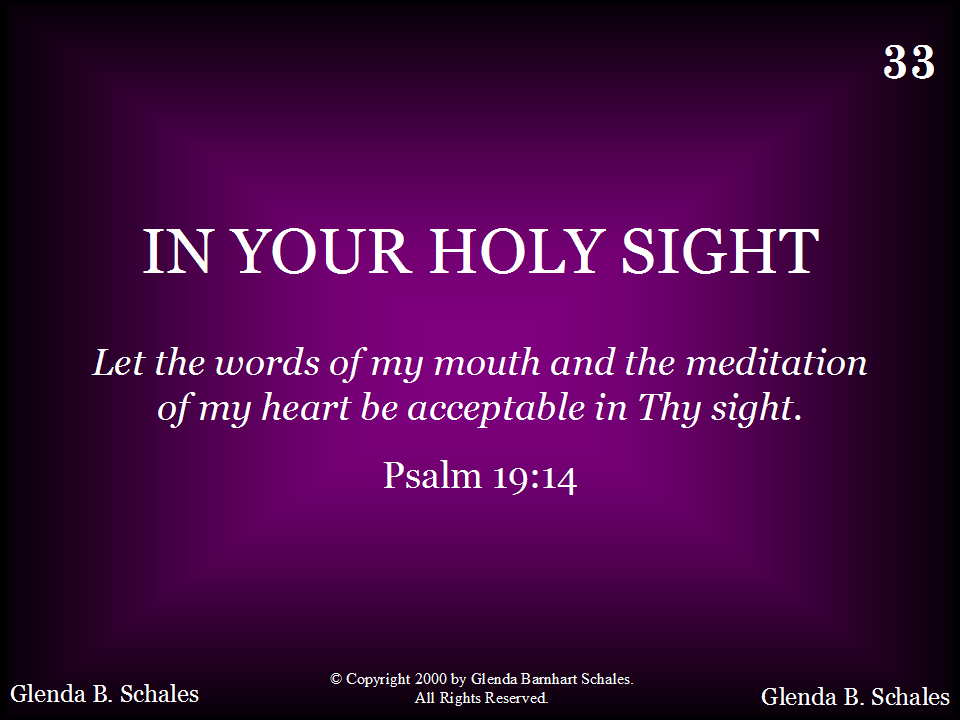 33
IN YOUR HOLY SIGHT
Let the words of my mouth and the meditation
of my heart be acceptable in Thy sight.
Psalm 19:14
© Copyright 2000 by Glenda Barnhart Schales.
All Rights Reserved.
Glenda B. Schales
Glenda B. Schales